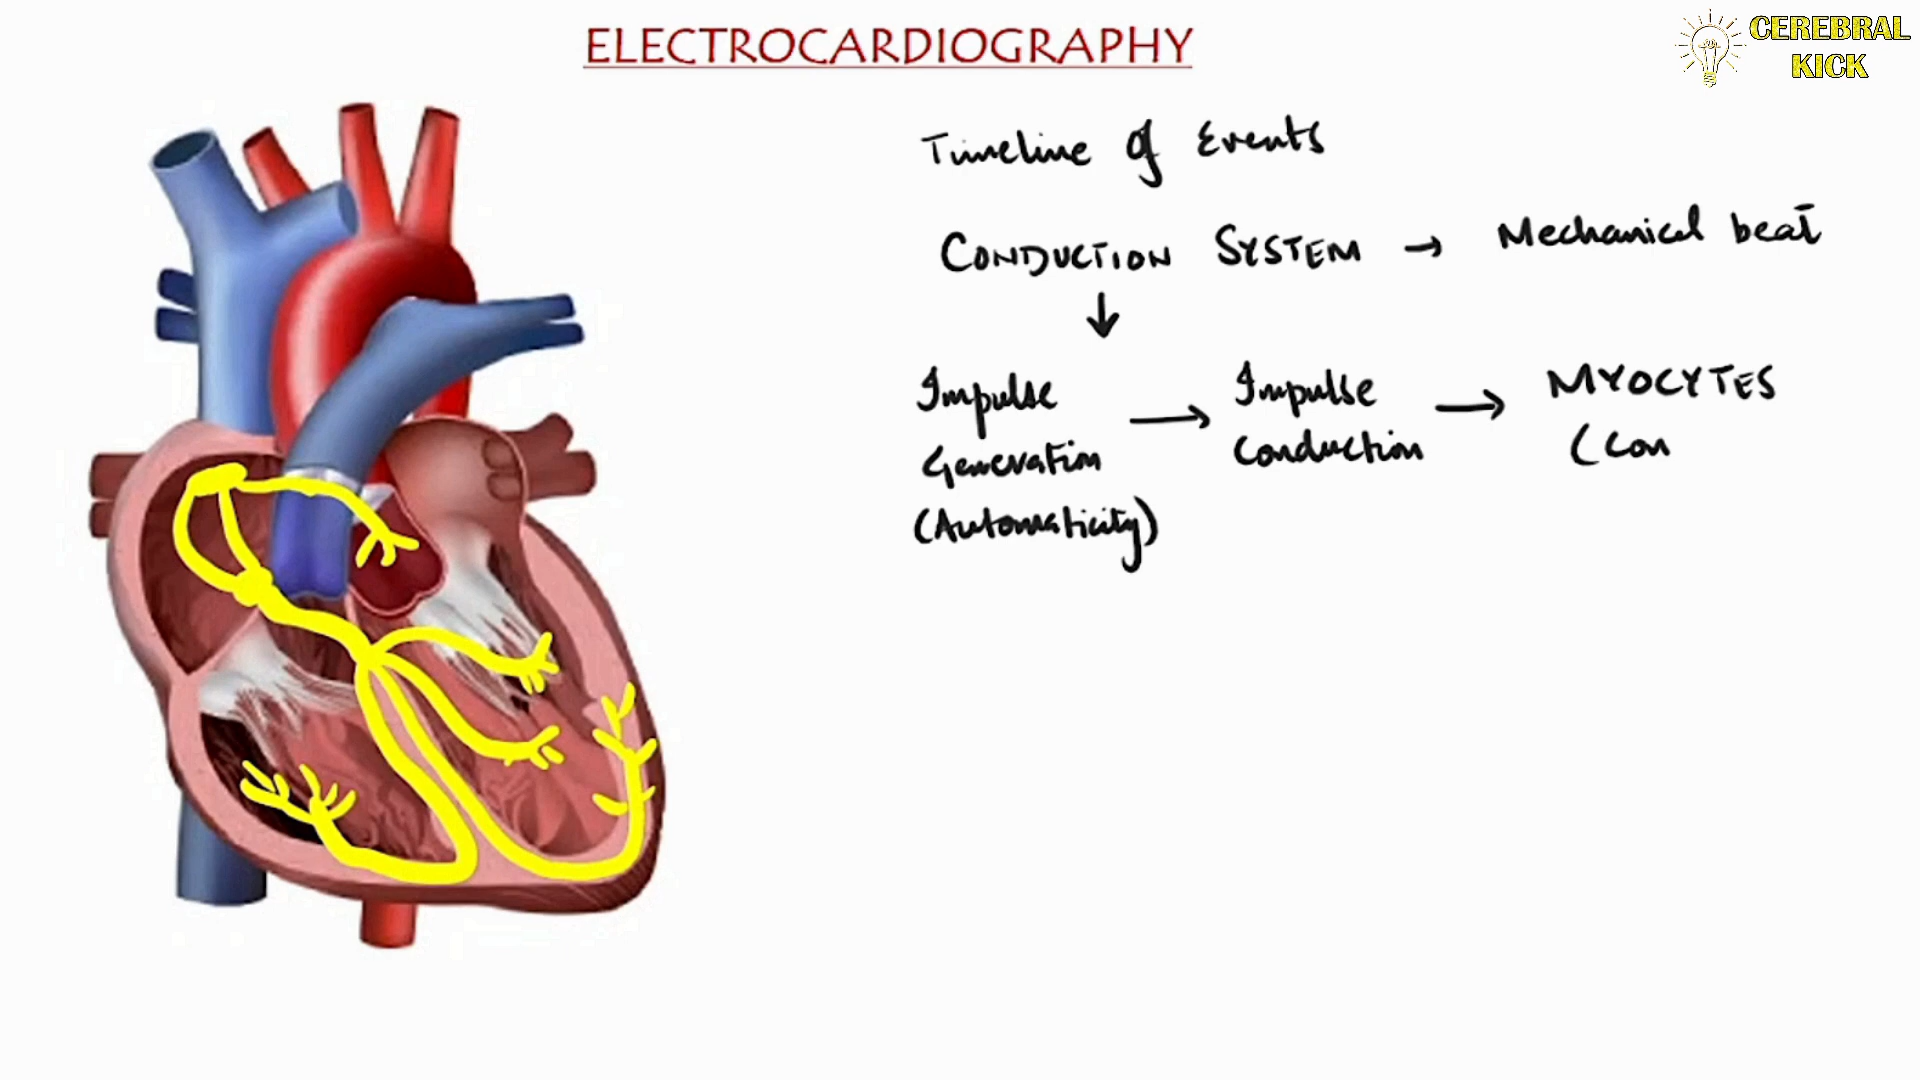 ELECTROCARDIOGRAPHY
CEREBRAL
KICK
Timeline of Events
CONDUCTION SYSTEM → Mechanical beat
↓
Impulse
Generation
(Automaticity)
→
Impulse
Conduction
→
MYOCYTES
(Con